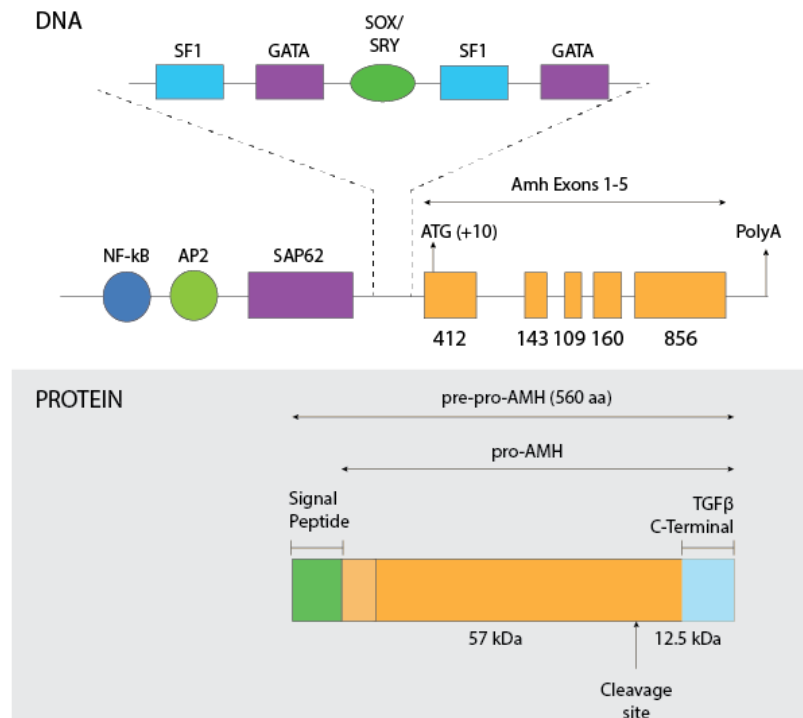 DNA
SOX/
SRY
SF1
GATA
SF1
GATA
Amh Exons 1-5
ATG (+10)
PolyA
NF-kB
AP2
SAP62
412
143
109
160
856
PROTEIN
pre-pro-AMH (560 aa)
pro-AMH
Signal
Peptide
TGFβ
C-Terminal
57 kDa
12.5 kDa
Cleavage
site